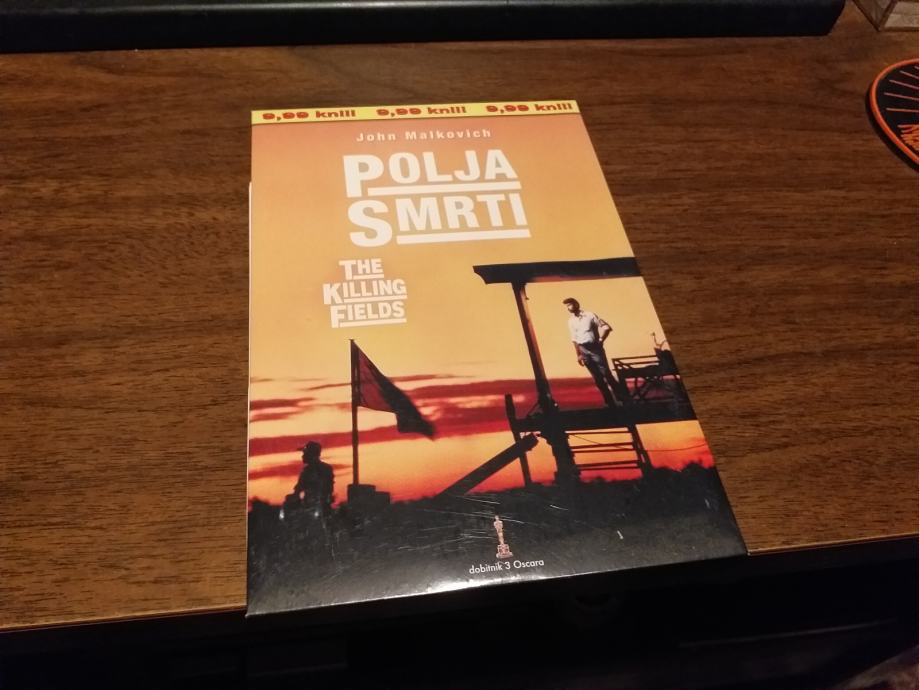 9,99 kn!!! 9,99 kn!!! 9,99 kn!!!
John Malkovich
POLJA
SMRTI
THE
KILLING
FIELDS
dobitnik 3 Oscara